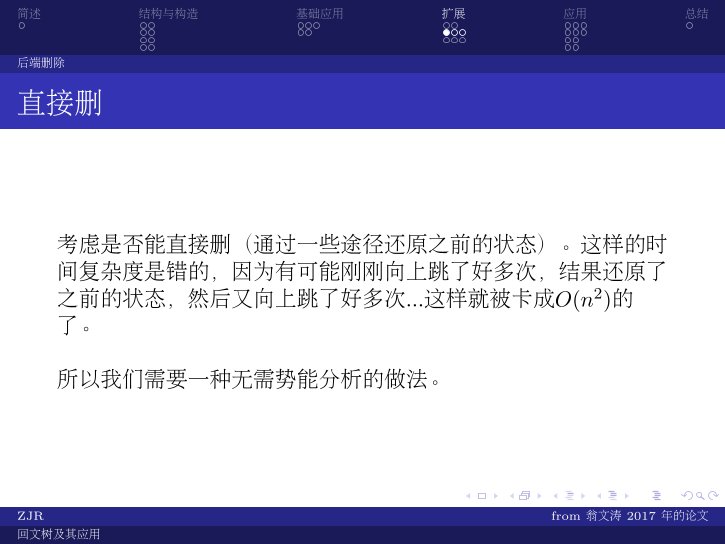 简述 结构与构造 基础应用 扩展 应用 总结
后端删除
直接删
考虑是否能直接删（通过一些途径还原之前的状态）。这样的时
间复杂度是错的，因为有可能刚刚向上跳了好多次，结果还原了
之前的状态，然后又向上跳了好多次...这样就被卡成O(n²)的
了。
所以我们需要一种无需势能分析的做法。
ZJR from 翁文涛 2017 年的论文
回文树及其应用